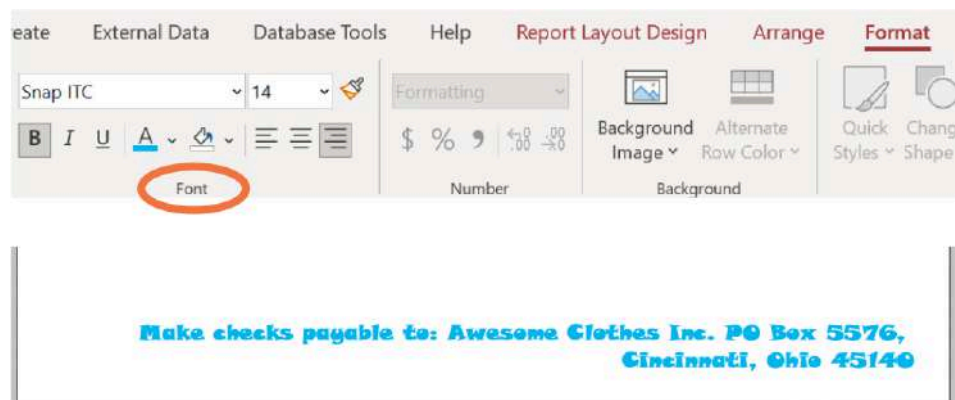 eate External Data Database Tools Help Report Layout Design Arrange Format
Snap ITC 14 Formatting
B I U A $ % 9 .00 .00
Background Image Alternate Row Color Quick Styles Chang Shape
Font Number Background
Make checks payable to: Awesome Clothes Inc. PO Box 5576,
Cincinnati, Ohio 45140